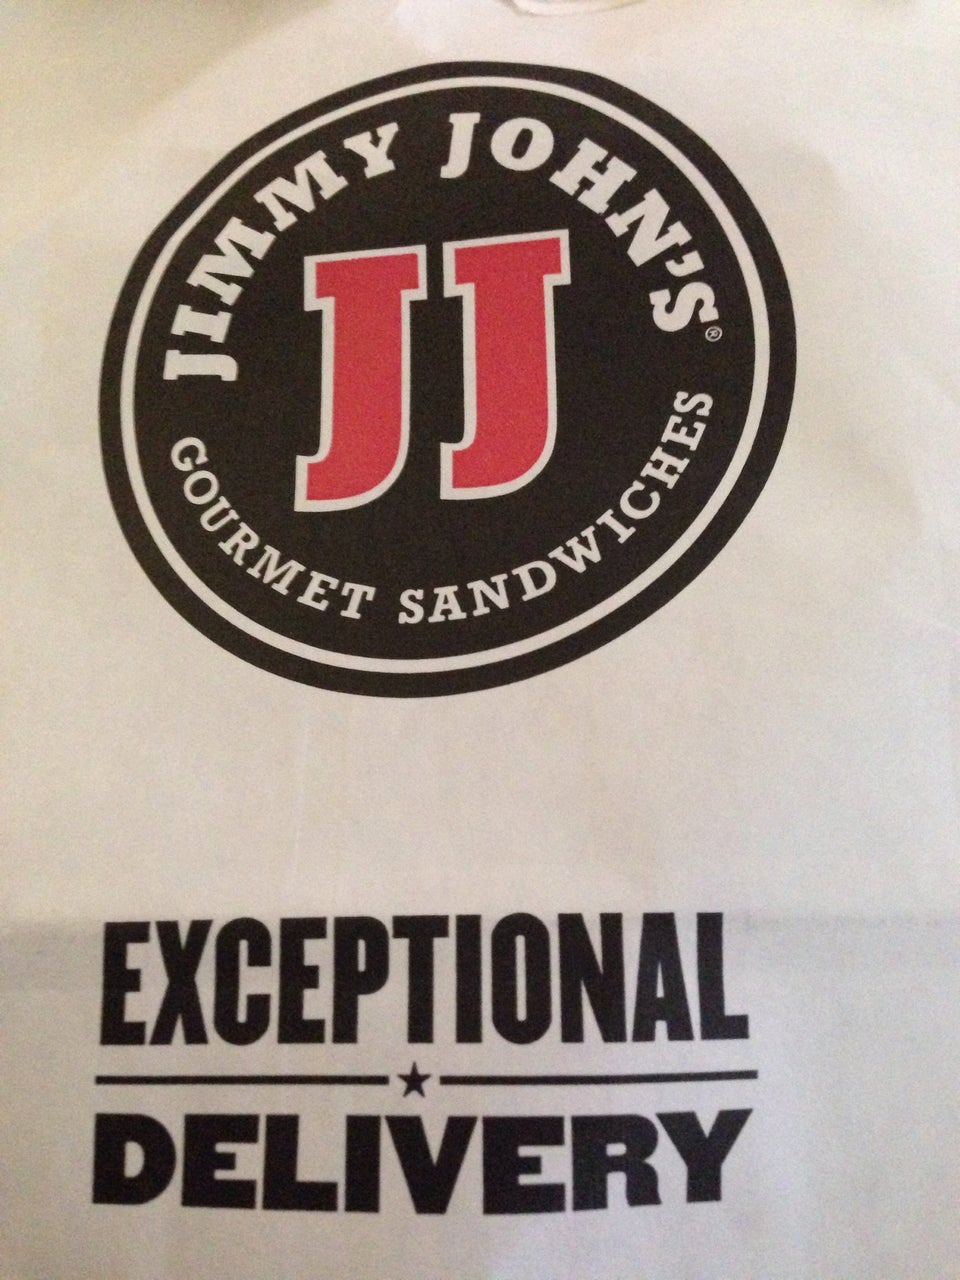 JIMMY JOHN'S®
JJ
GOURMET SANDWICHES
EXCEPTIONAL
DELIVERY